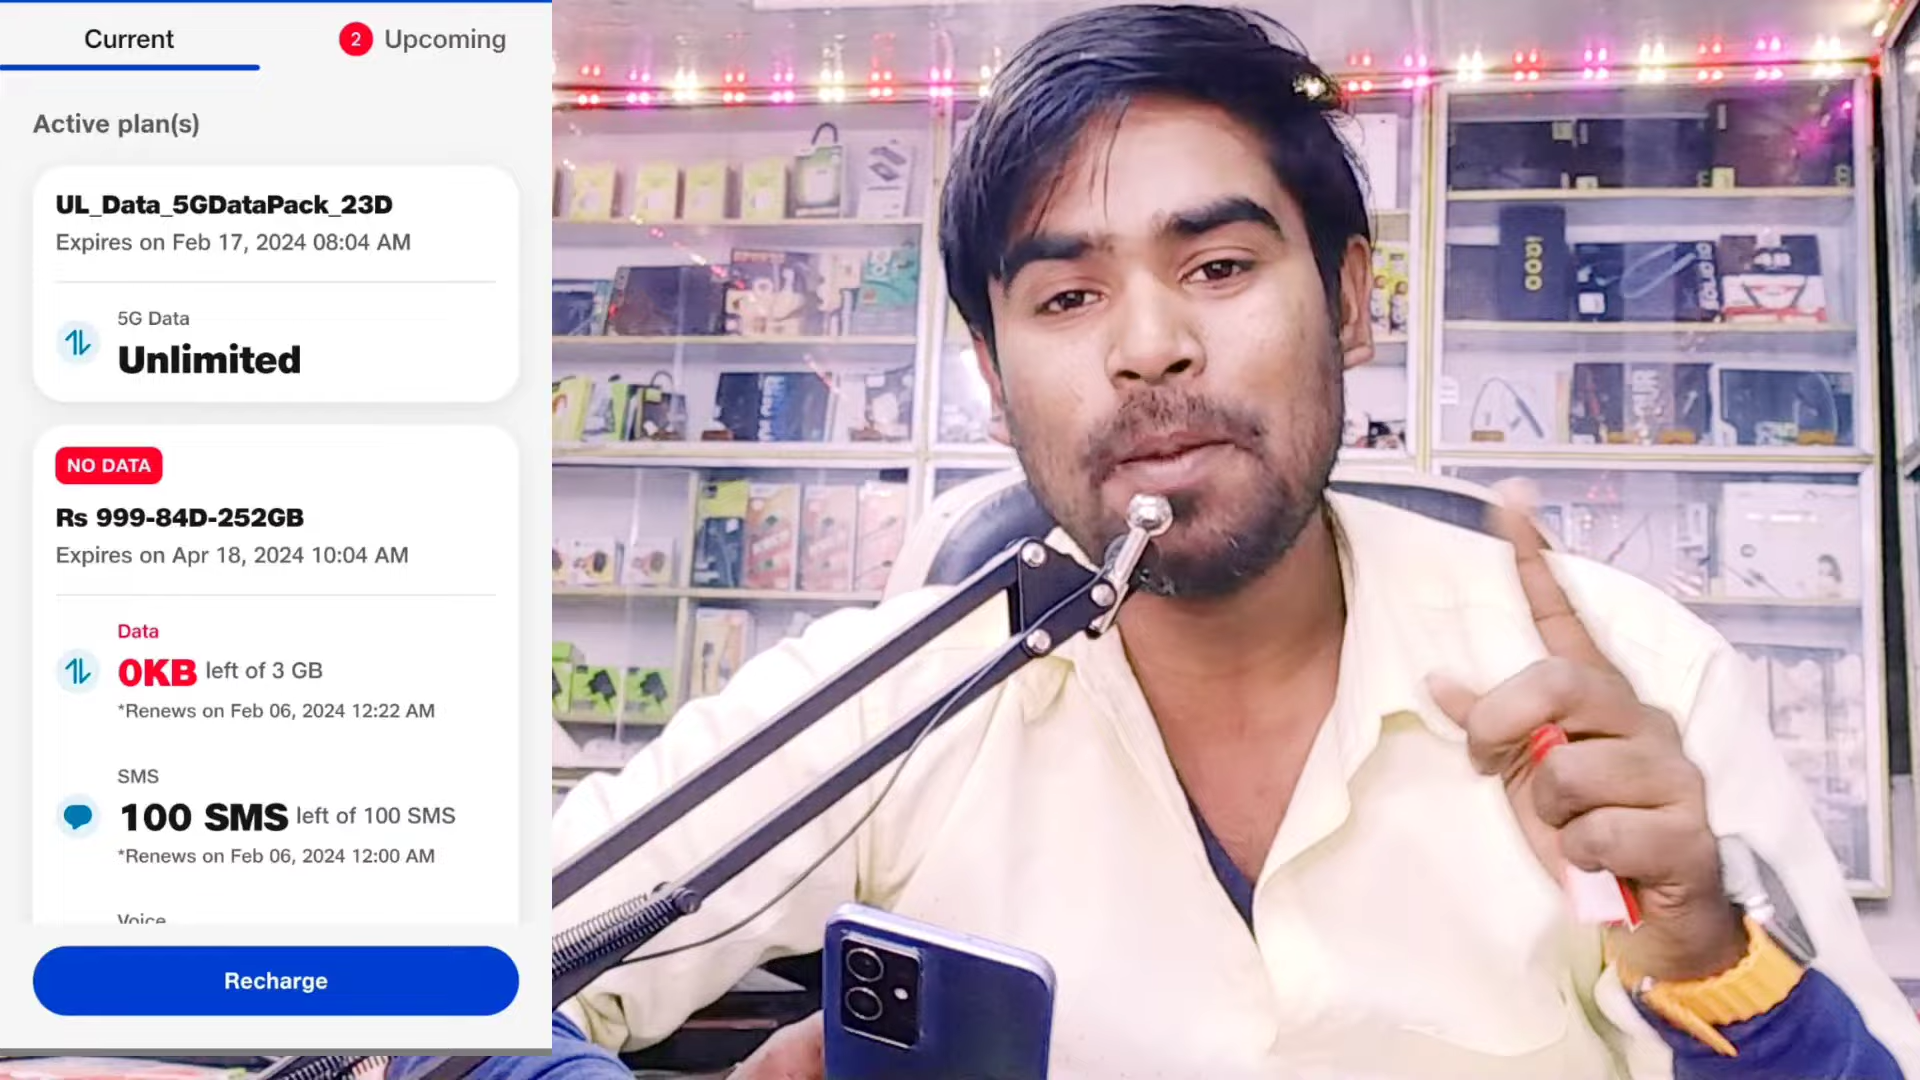 Current
2 Upcoming
Active plan(s)
UL_Data_5GDataPack_23D
Expires on Feb 17, 2024 08:04 AM
5G Data
Unlimited
NO DATA
Rs 999-84D-252GB
Expires on Apr 18, 2024 10:04 AM
Data
0KB left of 3 GB
*Renews on Feb 06, 2024 12:22 AM
SMS
100 SMS left of 100 SMS
*Renews on Feb 06, 2024 12:00 AM
Voice
Recharge